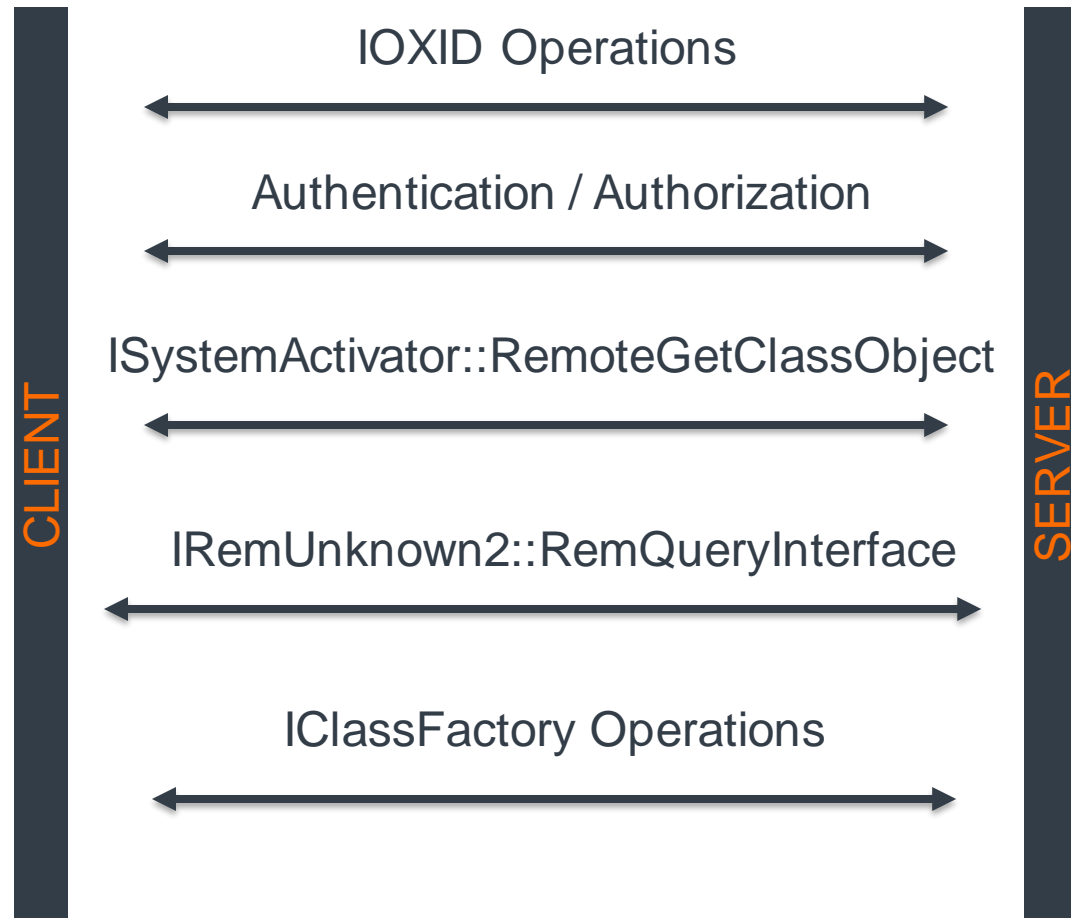 IOXID Operations
Authentication / Authorization
ISystemActivator::RemoteGetClassObject
CLIENT
SERVER
IRemUnknown2::RemQueryInterface
IClassFactory Operations